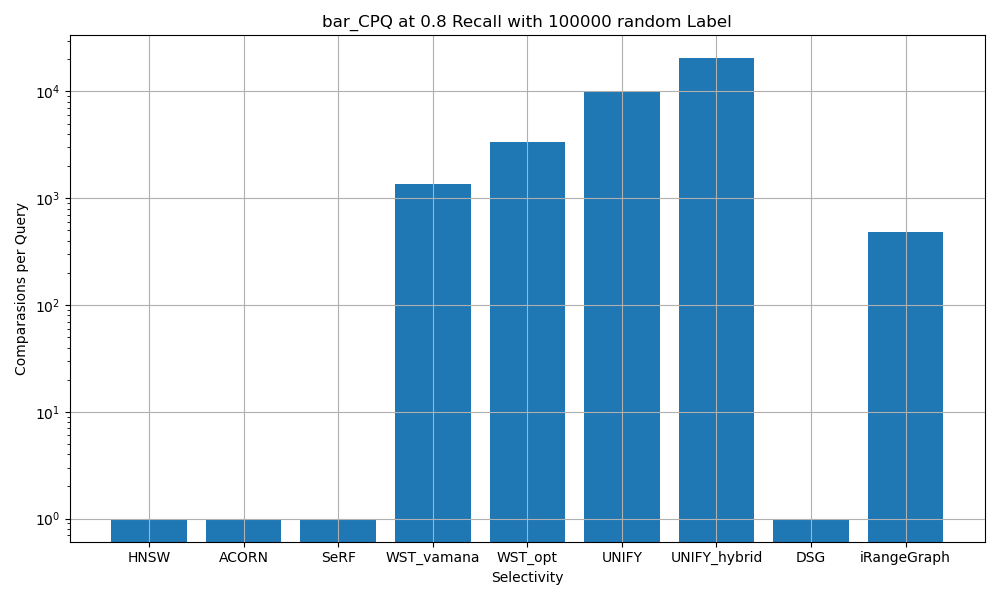 bar_CPQ at 0.8 Recall with 100000 random Label
Comparasions per Query
10⁴
10³
10²
10¹
10⁰
HNSW ACORN SeRF WST_vamana WST_opt UNIFY UNIFY_hybrid DSG iRangeGraph
Selectivity